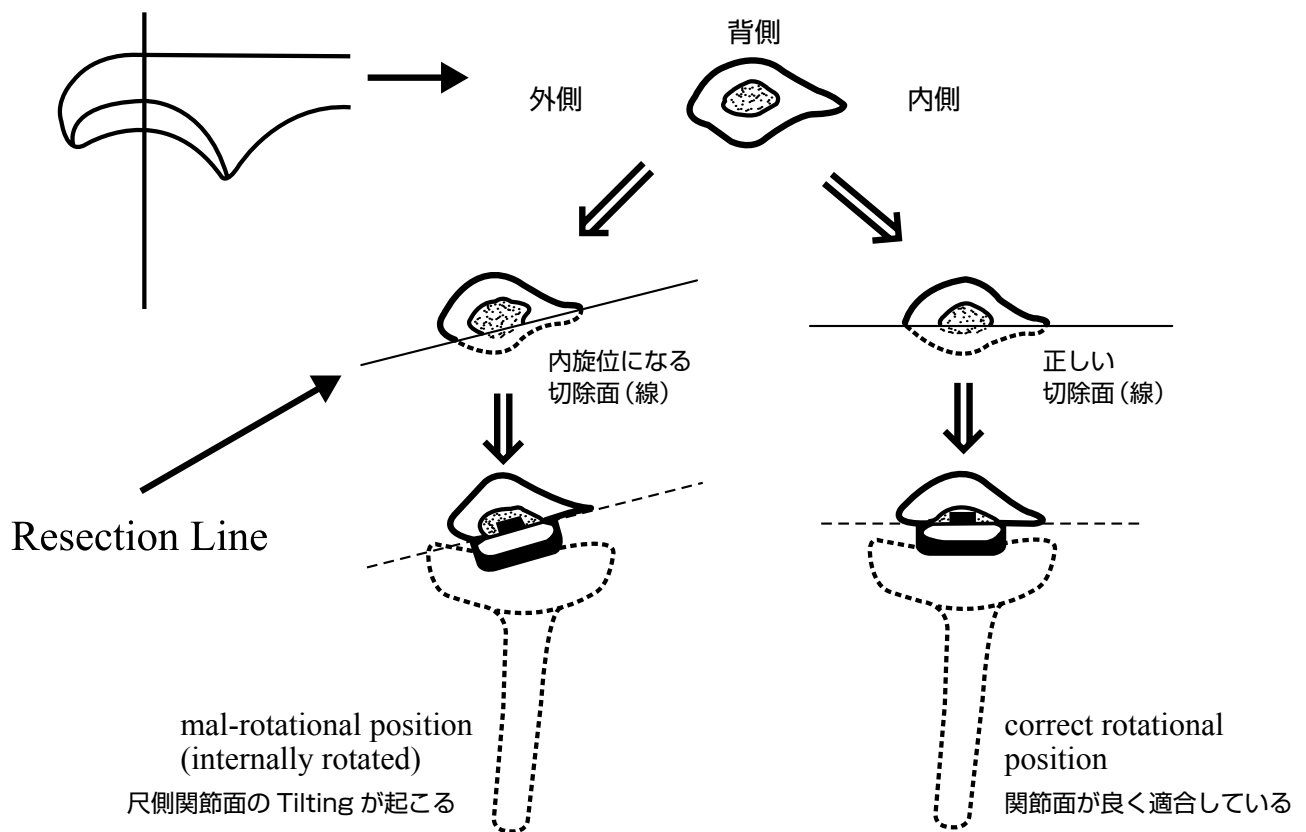 背側
外側
内側
内旋位になる
切除面（線）
正しい
切除面（線）
Resection Line
mal-rotational position
(internally rotated)
尺側関節面の Tilting が起こる
correct rotational
position
関節面が良く適合している